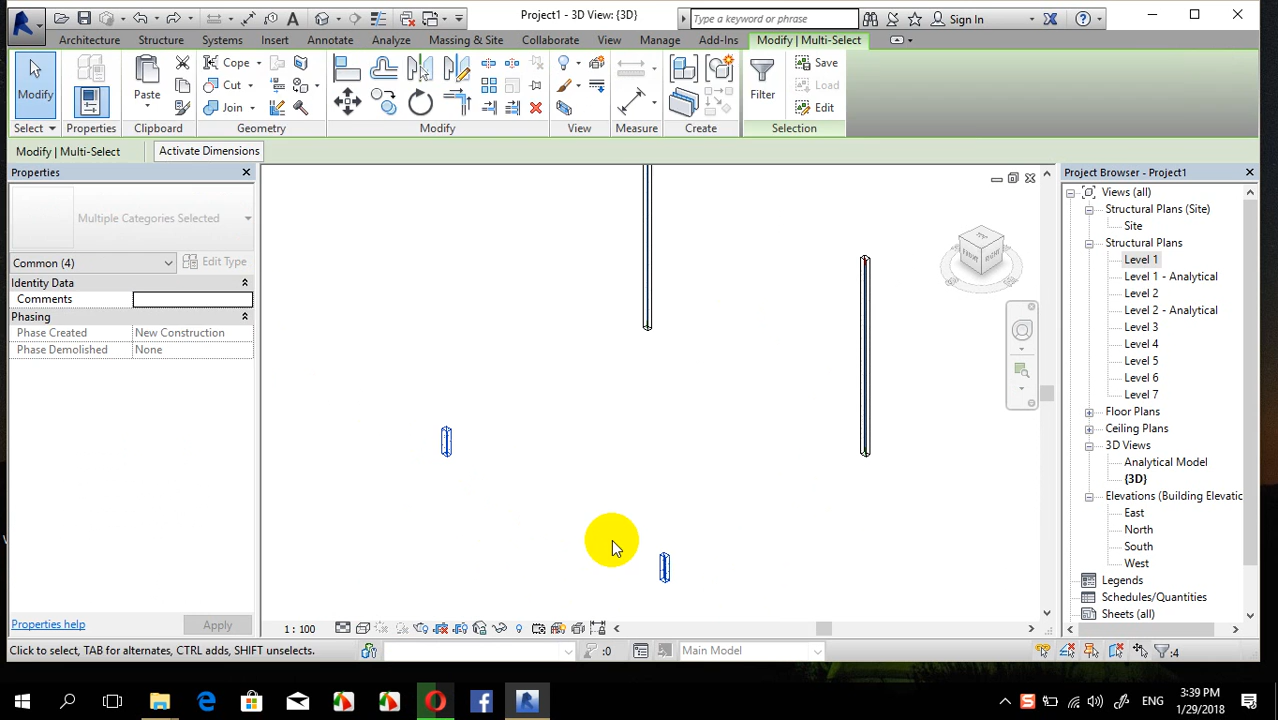 Project1 - 3D View: {3D}
Type a keyword or phrase
Sign In
Architecture Structure Systems Insert Annotate Analyze Massing & Site Collaborate View Manage Add-Ins Modify | Multi-Select
Modify
Paste
Cope
Cut
Join
Filter
Save
Load
Edit
Select Properties Clipboard Geometry Modify View Measure Create Selection
Modify | Multi-Select Activate Dimensions
Properties
Multiple Categories Selected
Common (4) Edit Type
Identity Data
Comments
Phasing
Phase Created New Construction
Phase Demolished None
Properties help Apply
1 : 100
Project Browser - Project1
Views (all)
Structural Plans (Site)
Site
Structural Plans
Level 1
Level 1 - Analytical
Level 2
Level 2 - Analytical
Level 3
Level 4
Level 5
Level 6
Level 7
Floor Plans
Ceiling Plans
3D Views
Analytical Model
{3D}
Elevations (Building Elevatic
East
North
South
West
Legends
Schedules/Quantities
Sheets (all)
Click to select, TAB for alternates, CTRL adds, SHIFT unselects. :0 Main Model :4
ENG
3:39 PM
1/29/2018